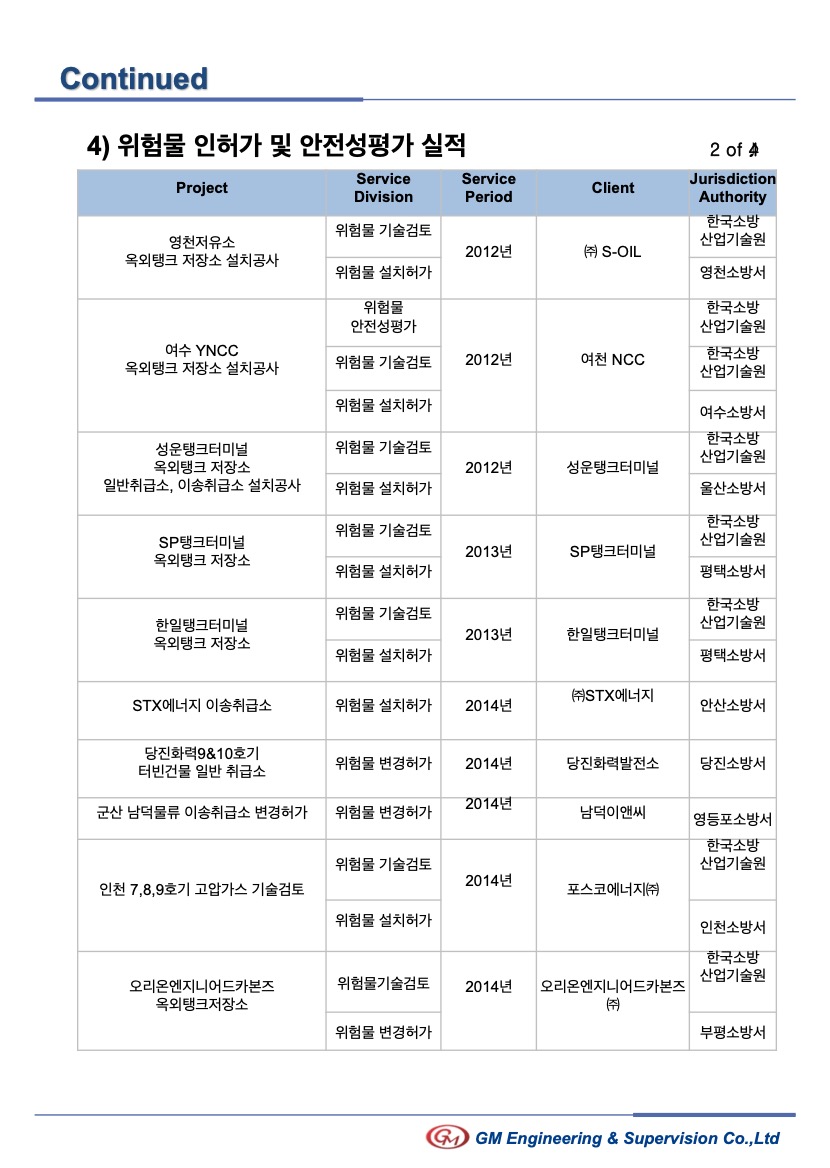 Continued
4) 위험물 인허가 및 안전성평가 실적
2 of 4
Project
Service
Division
Service
Period
Client
Jurisdiction
Authority
영천저유소
옥외탱크 저장소 설치공사
위험물 기술검토
2012년
㈜ S-OIL
한국소방
산업기술원
위험물 설치허가
영천소방서
여수 YNCC
옥외탱크 저장소 설치공사
위험물
안전성평가
2012년
여천 NCC
한국소방
산업기술원
위험물 기술검토
한국소방
산업기술원
위험물 설치허가
여수소방서
성운탱크터미널
옥외탱크 저장소
일반취급소, 이송취급소 설치공사
위험물 기술검토
2012년
성운탱크터미널
한국소방
산업기술원
위험물 설치허가
울산소방서
SP탱크터미널
옥외탱크 저장소
위험물 기술검토
2013년
SP탱크터미널
한국소방
산업기술원
위험물 설치허가
평택소방서
한일탱크터미널
옥외탱크 저장소
위험물 기술검토
2013년
한일탱크터미널
한국소방
산업기술원
위험물 설치허가
평택소방서
STX에너지 이송취급소
위험물 설치허가
2014년
㈜STX에너지
안산소방서
당진화력9&10호기
터빈건물 일반 취급소
위험물 변경허가
2014년
당진화력발전소
당진소방서
군산 남덕물류 이송취급소 변경허가
위험물 변경허가
2014년
남덕이앤씨
영등포소방서
인천 7,8,9호기 고압가스 기술검토
위험물 기술검토
2014년
포스코에너지㈜
한국소방
산업기술원
위험물 설치허가
인천소방서
오리온엔지니어드카본즈
옥외탱크저장소
위험물기술검토
2014년
오리온엔지니어드카본즈
㈜
한국소방
산업기술원
위험물 변경허가
부평소방서
GM
GM Engineering & Supervision Co.,Ltd